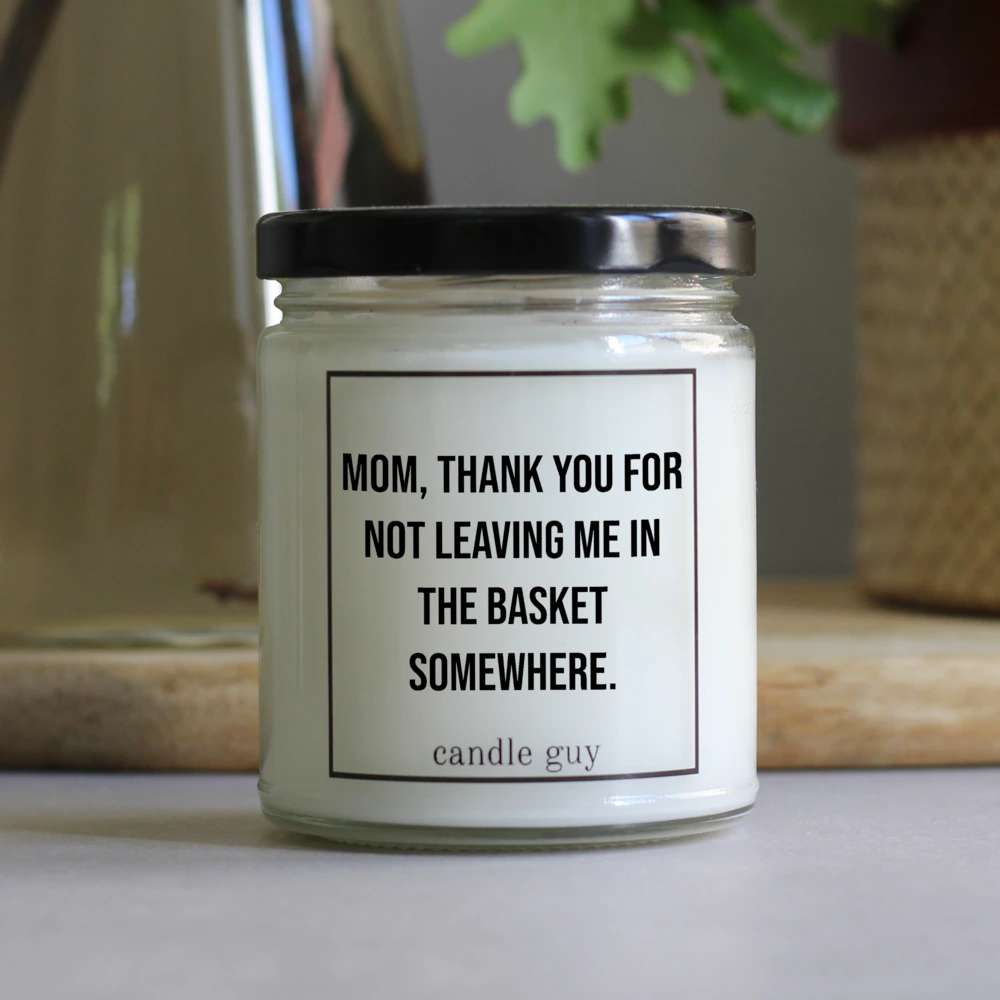 MOM, THANK YOU FOR
NOT LEAVING ME IN
THE BASKET
SOMEWHERE.
candle guy